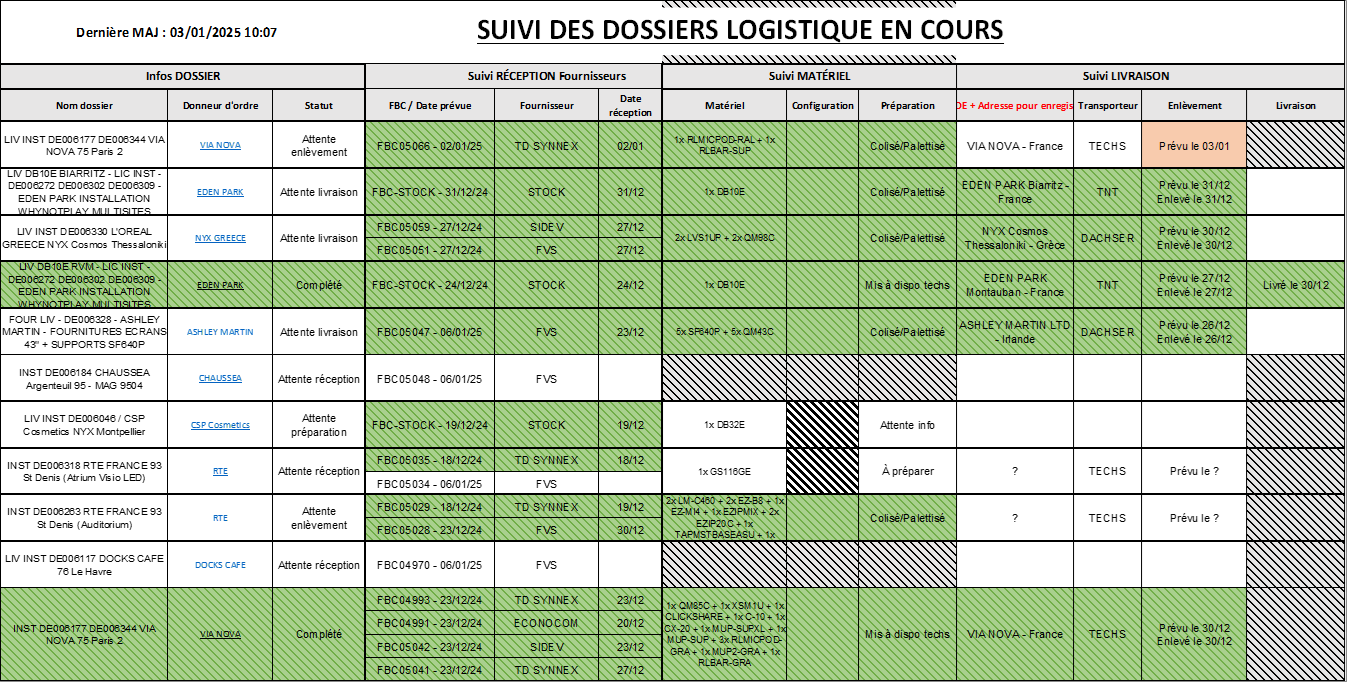 Dernière MAJ : 03/01/2025 10:07
SUIVI DES DOSSIERS LOGISTIQUE EN COURS
Infos DOSSIER
Suivi RÉCEPTION Fournisseurs
Suivi MATÉRIEL
Suivi LIVRAISON
Nom dossier
Donneur d'ordre
Statut
FBC / Date prévue
Fournisseur
Date
réception
Matériel
Configuration
Préparation
DE + Adresse pour enregis
Transporteur
Enlèvement
Livraison
LIV INST DE006177 DE006344 VIA
NOVA 75 Paris 2
VIA NOVA
Attente
enlèvement
FBC05066 - 02/01/25
TD SYNNEX
02/01
1x RLMICPOD-RAL + 1x
RLBAR-SUP
Colisé/Palettisé
VIA NOVA - France
TECHS
Prévu le 03/01
LIV DB10E BIARRITZ - LIC INST -
DE006272 DE006302 DE006309 -
EDEN PARK INSTALLATION
WHYNOTPLAY MULTISITES
EDEN PARK
Attente livraison
FBC-STOCK - 31/12/24
STOCK
31/12
1x DB10E
Colisé/Palettisé
EDEN PARK Biarritz -
France
TNT
Prévu le 31/12
Enlevé le 31/12
LIV INST DE006330 L'OREAL
GREECE NYX Cosmos Thessaloniki
NYX GREECE
Attente livraison
FBC05059 - 27/12/24
SIDEV
27/12
FBC05051 - 27/12/24
FVS
27/12
2x LVS1UP + 2x QM98C
Colisé/Palettisé
NYX Cosmos
Thessaloniki - Grèce
DACHSER
Prévu le 30/12
Enlevé le 30/12
LIV DB10E RVM - LIC INST -
DE006272 DE006302 DE006309 -
EDEN PARK INSTALLATION
WHYNOTPLAY MULTISITES
EDEN PARK
Complété
FBC-STOCK - 24/12/24
STOCK
24/12
1x DB10E
Mis à dispo techs
EDEN PARK
Montauban - France
TNT
Prévu le 27/12
Enlevé le 27/12
Livré le 30/12
FOUR LIV - DE006328 - ASHLEY
MARTIN - FOURNITURES ECRANS
43" + SUPPORTS SF640P
ASHLEY MARTIN
Attente livraison
FBC05047 - 06/01/25
FVS
23/12
5x SF640P + 5x QM43C
Colisé/Palettisé
ASHLEY MARTIN LTD
- Irlande
DACHSER
Prévu le 26/12
Enlevé le 26/12
INST DE006184 CHAUSSEA
Argenteuil 95 - MAG 9504
CHAUSSEA
Attente réception
FBC05048 - 06/01/25
FVS
LIV INST DE006046 / CSP
Cosmetics NYX Montpellier
CSP Cosmetics
Attente
préparation
FBC-STOCK - 19/12/24
STOCK
19/12
1x DB32E
Attente info
INST DE006318 RTE FRANCE 93
St Denis (Atrium Visio LED)
RTE
Attente réception
FBC05035 - 18/12/24
TD SYNNEX
18/12
FBC05034 - 06/01/25
FVS
1x GS116GE
À préparer
?
TECHS
Prévu le ?
INST DE006263 RTE FRANCE 93
St Denis (Auditorium)
RTE
Attente
enlèvement
FBC05029 - 18/12/24
TD SYNNEX
19/12
FBC05028 - 23/12/24
FVS
30/12
2x LM-C460 + 2x EZ-B8 + 1x
EZ-MI4 + 1x EZIPMIX + 2x
EZIP20C + 1x
TAPMSTBASEASU + 1x
Colisé/Palettisé
?
TECHS
Prévu le ?
LIV INST DE006117 DOCKS CAFE
76 Le Havre
DOCKS CAFE
Attente réception
FBC04970 - 06/01/25
FVS
INST DE006177 DE006344 VIA
NOVA 75 Paris 2
VIA NOVA
Complété
FBC04993 - 23/12/24
TD SYNNEX
23/12
FBC04991 - 23/12/24
ECONOCOM
20/12
FBC05042 - 23/12/24
SIDEV
23/12
FBC05041 - 23/12/24
TD SYNNEX
27/12
1x QM85C + 1x XSM1U + 1x
CLICKSHARE + 1x C-10 + 1x
CX-20 + 1x MUP-SUPXL + 1x
MUP-SUP + 3x RLMICPOD-
GRA + 1x MUP2-GRA + 1x
RLBAR-GRA
Mis à dispo techs
VIA NOVA - France
TECHS
Prévu le 30/12
Enlevé le 30/12